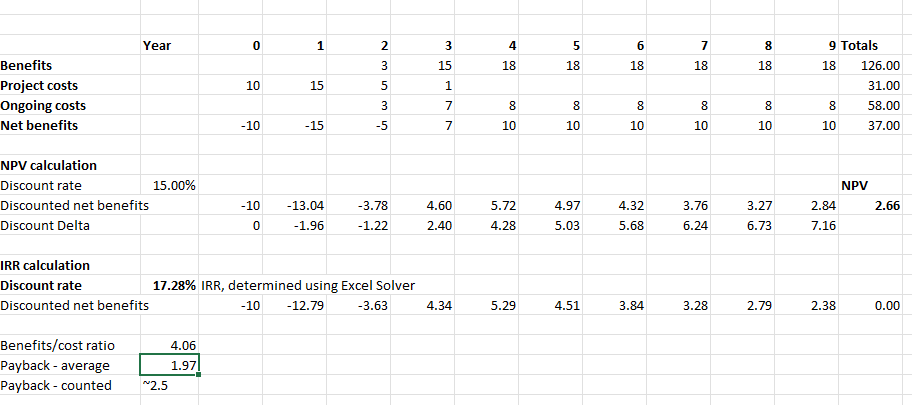 Year 0 1 2 3 4 5 6 7 8 9 Totals
Benefits 3 15 18 18 18 18 18 18 126.00
Project costs 10 15 5 1 31.00
Ongoing costs 3 7 8 8 8 8 8 8 58.00
Net benefits -10 -15 -5 7 10 10 10 10 10 10 37.00
NPV calculation
Discount rate 15.00% NPV
Discounted net benefits -10 -13.04 -3.78 4.60 5.72 4.97 4.32 3.76 3.27 2.84 2.66
Discount Delta 0 -1.96 -1.22 2.40 4.28 5.03 5.68 6.24 6.73 7.16
IRR calculation
Discount rate 17.28% IRR, determined using Excel Solver
Discounted net benefits -10 -12.79 -3.63 4.34 5.29 4.51 3.84 3.28 2.79 2.38 0.00
Benefits/cost ratio 4.06
Payback - average 1.97
Payback - counted ~2.5